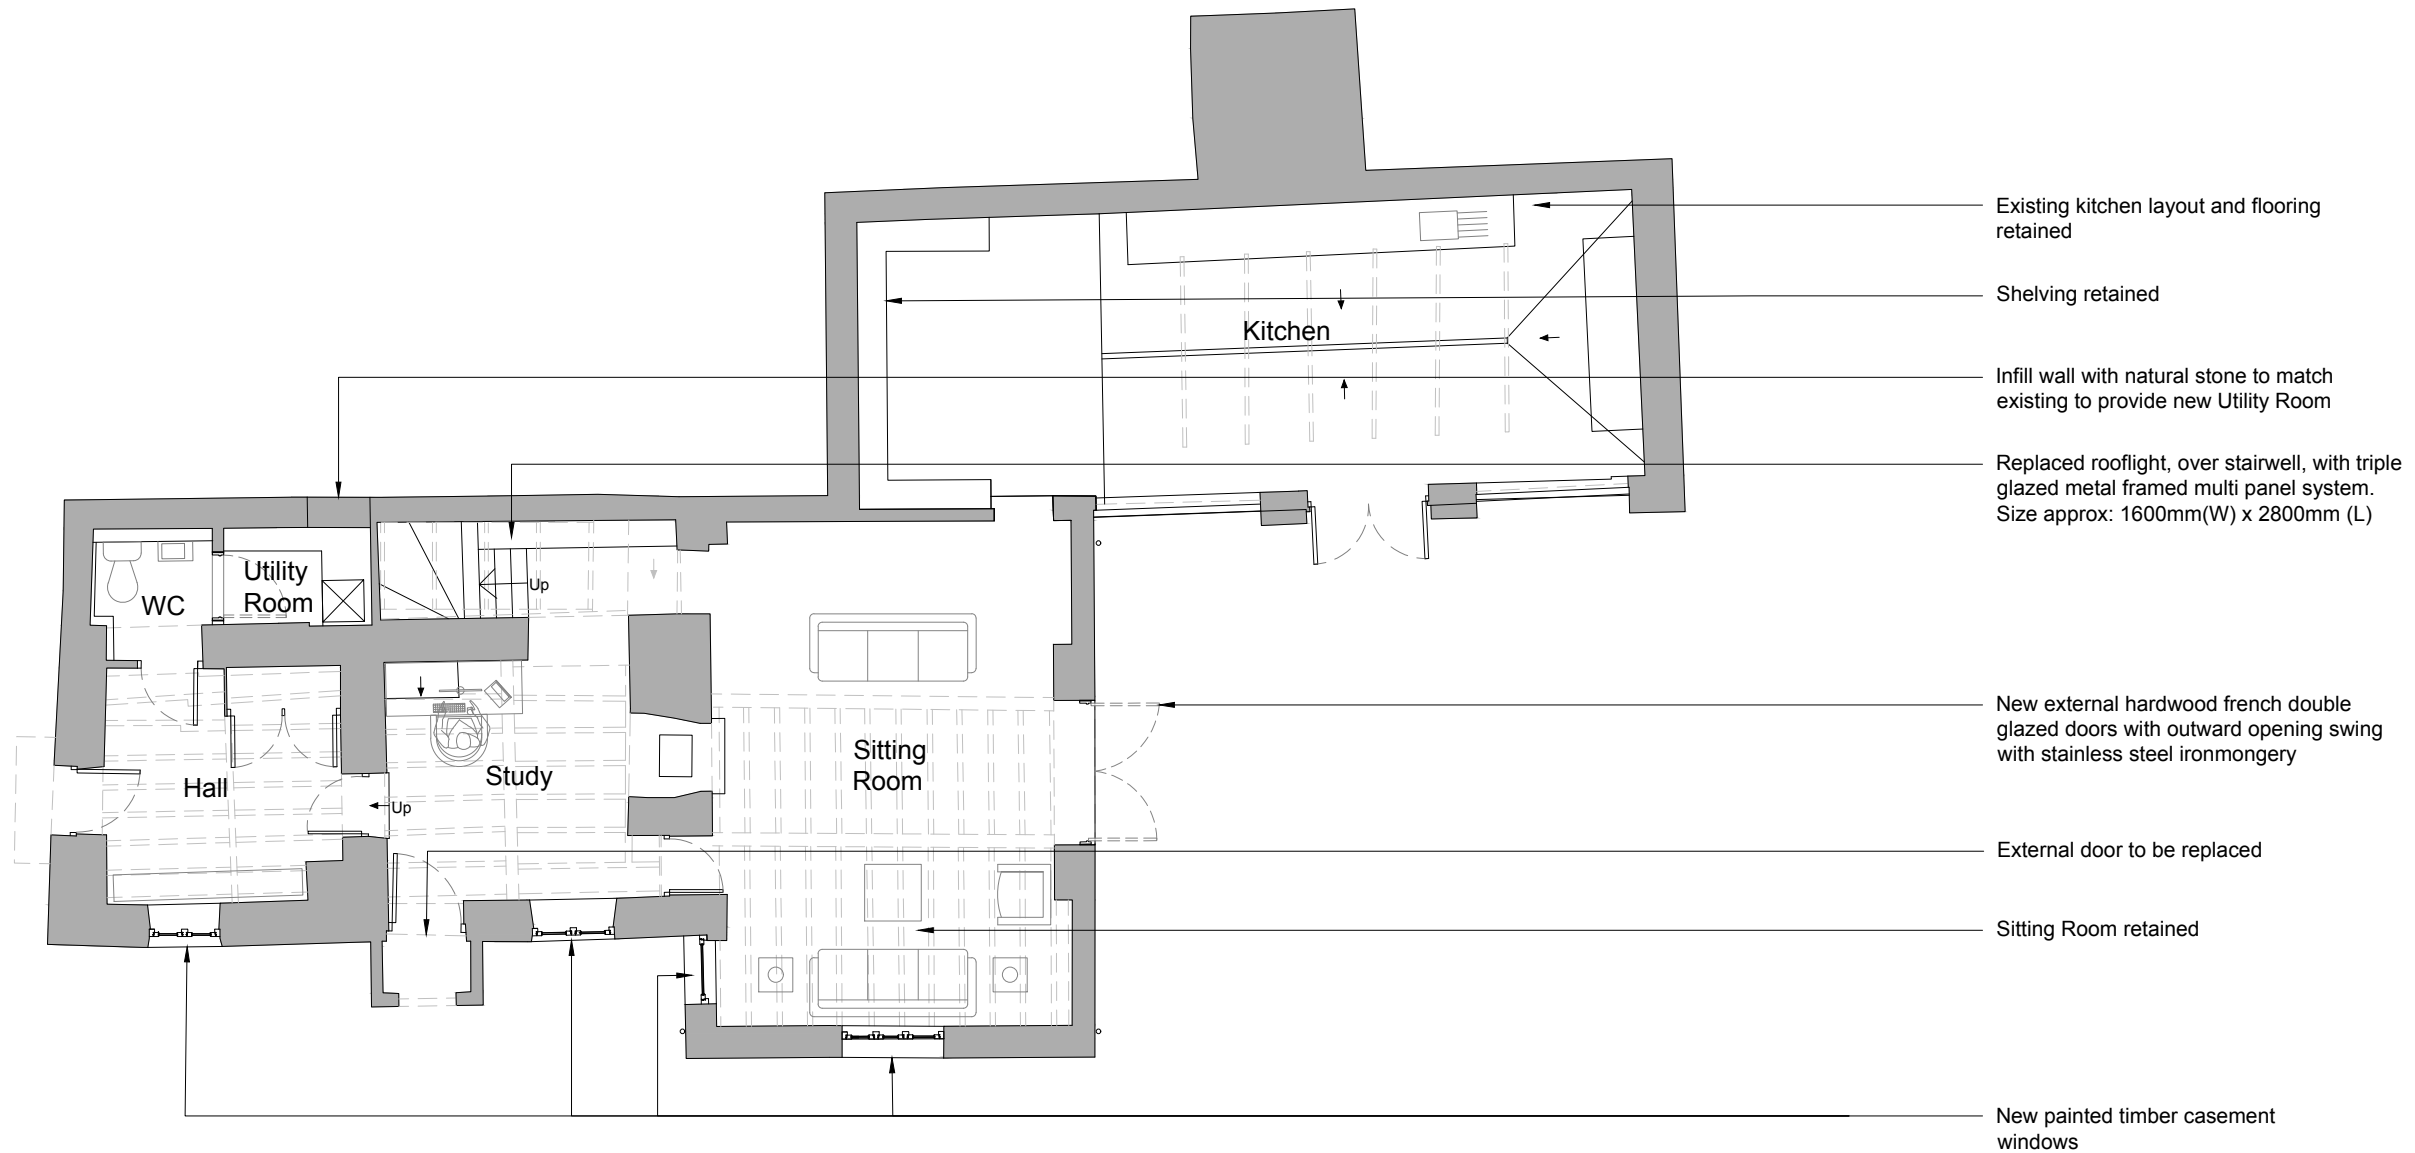 Existing kitchen layout and flooring
retained
Shelving retained
Kitchen
Infill wall with natural stone to match
existing to provide new Utility Room
Replaced rooflight, over stairwell, with triple
glazed metal framed multi panel system.
Size approx: 1600mm(W) x 2800mm (L)
Utility
Room
WC
Up
New external hardwood french double
glazed doors with outward opening swing
with stainless steel ironmongery
Sitting
Room
Study
Hall
Up
External door to be replaced
Sitting Room retained
New painted timber casement
windows